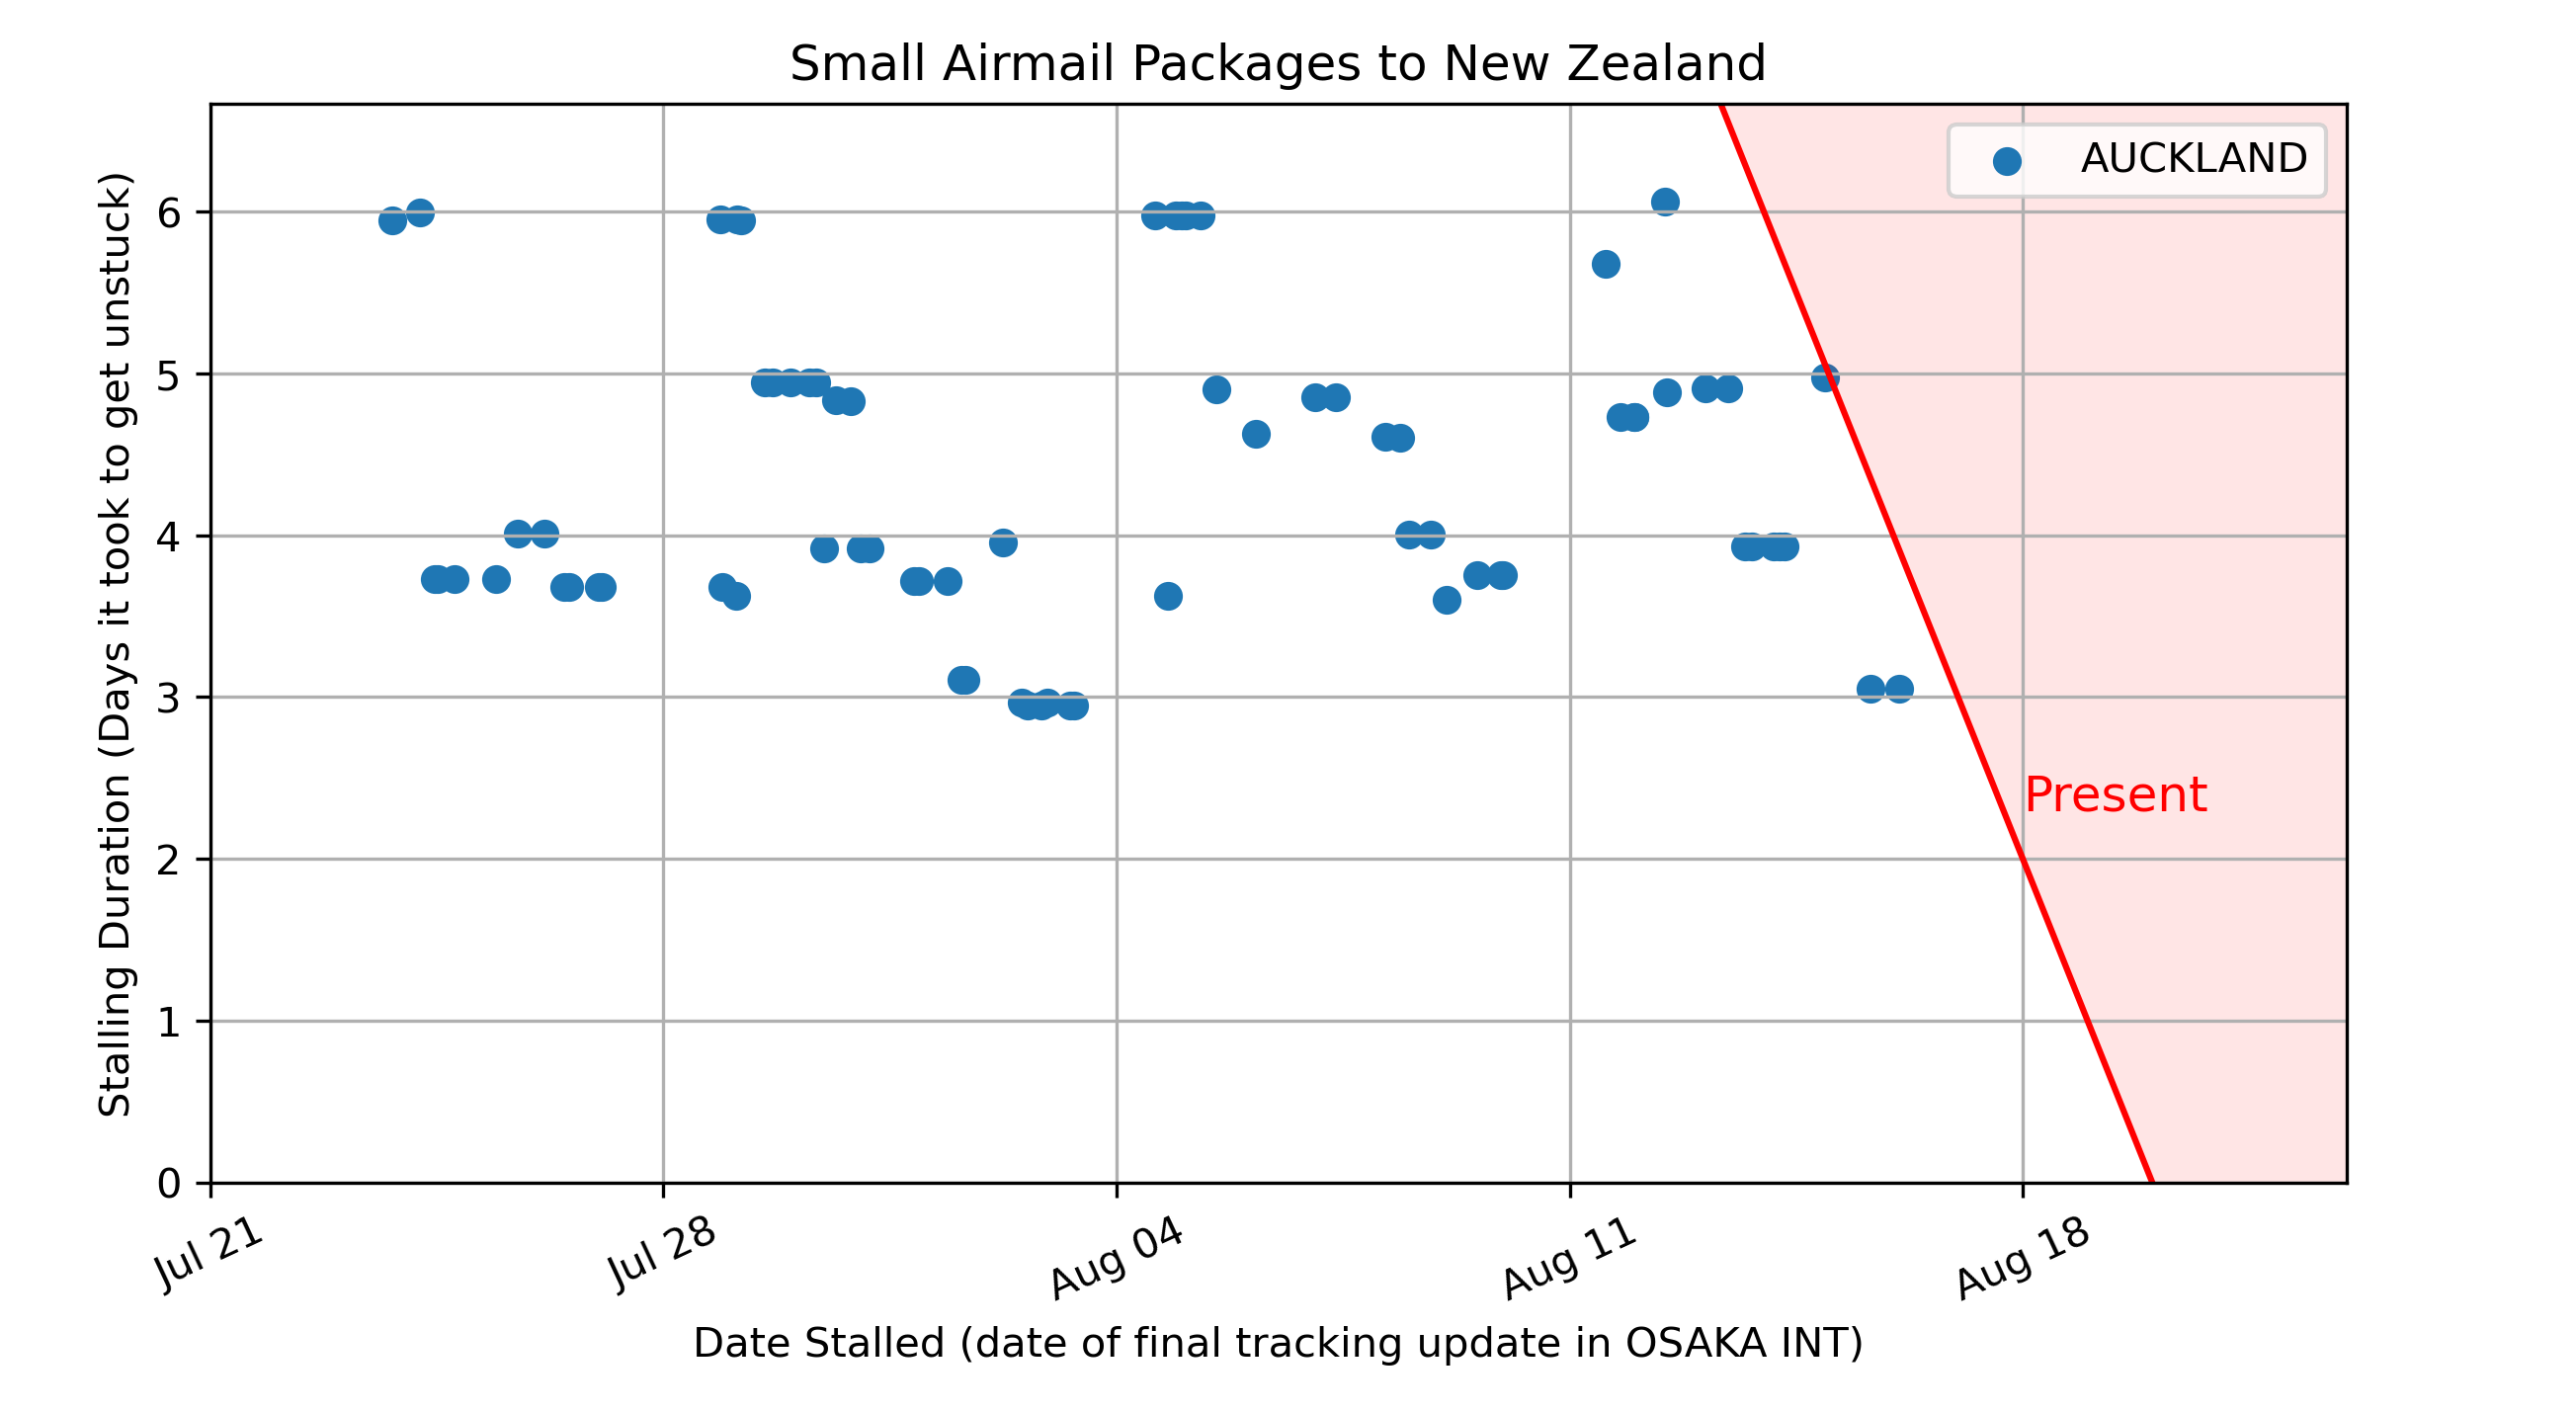 Small Airmail Packages to New Zealand
AUCKLAND
Stalling Duration (Days it took to get unstuck)
6
5
4
3
2
1
0
Present
Jul 21
Jul 28
Aug 04
Aug 11
Aug 18
Date Stalled (date of final tracking update in OSAKA INT)